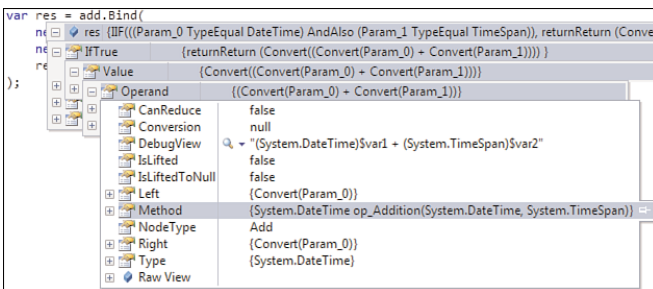 var res = add.Bind(
ne res {IIF(((Param_0 TypeEqual DateTime) AndAlso (Param_1 TypeEqual TimeSpan)), returnReturn (Conve
ne IfTrue {returnReturn (Convert((Convert(Param_0) + Convert(Param_1)))) }
re Value {Convert((Convert(Param_0) + Convert(Param_1)))}
); Operand {(Convert(Param_0) + Convert(Param_1))}
CanReduce false
Conversion null
DebugView "(System.DateTime)$var1 + (System.TimeSpan)$var2"
IsLifted false
IsLiftedToNull false
Left {Convert(Param_0)}
Method {System.DateTime op_Addition(System.DateTime, System.TimeSpan)}
NodeType Add
Right {Convert(Param_0)}
Type {System.DateTime}
Raw View